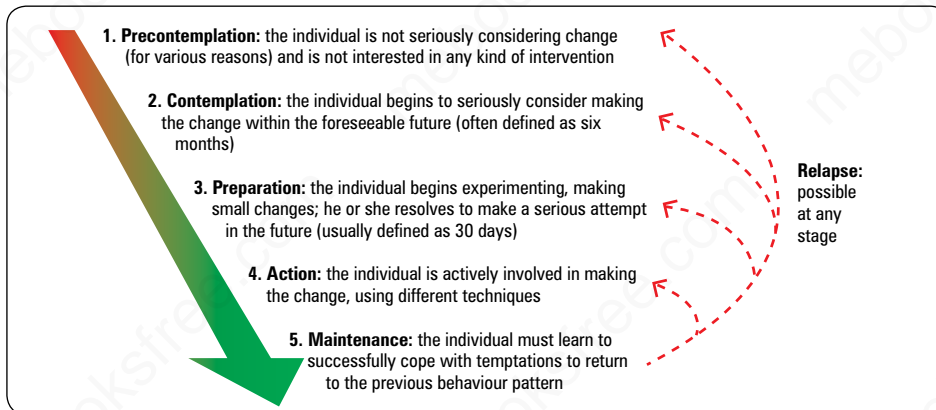 1. Precontemplation: the individual is not seriously considering change
(for various reasons) and is not interested in any kind of intervention
2. Contemplation: the individual begins to seriously consider making
the change within the foreseeable future (often defined as six
months)
3. Preparation: the individual begins experimenting, making
small changes; he or she resolves to make a serious attempt
in the future (usually defined as 30 days)
4. Action: the individual is actively involved in making
the change, using different techniques
5. Maintenance: the individual must learn to
successfully cope with temptations to return
to the previous behaviour pattern
Relapse:
possible
at any
stage